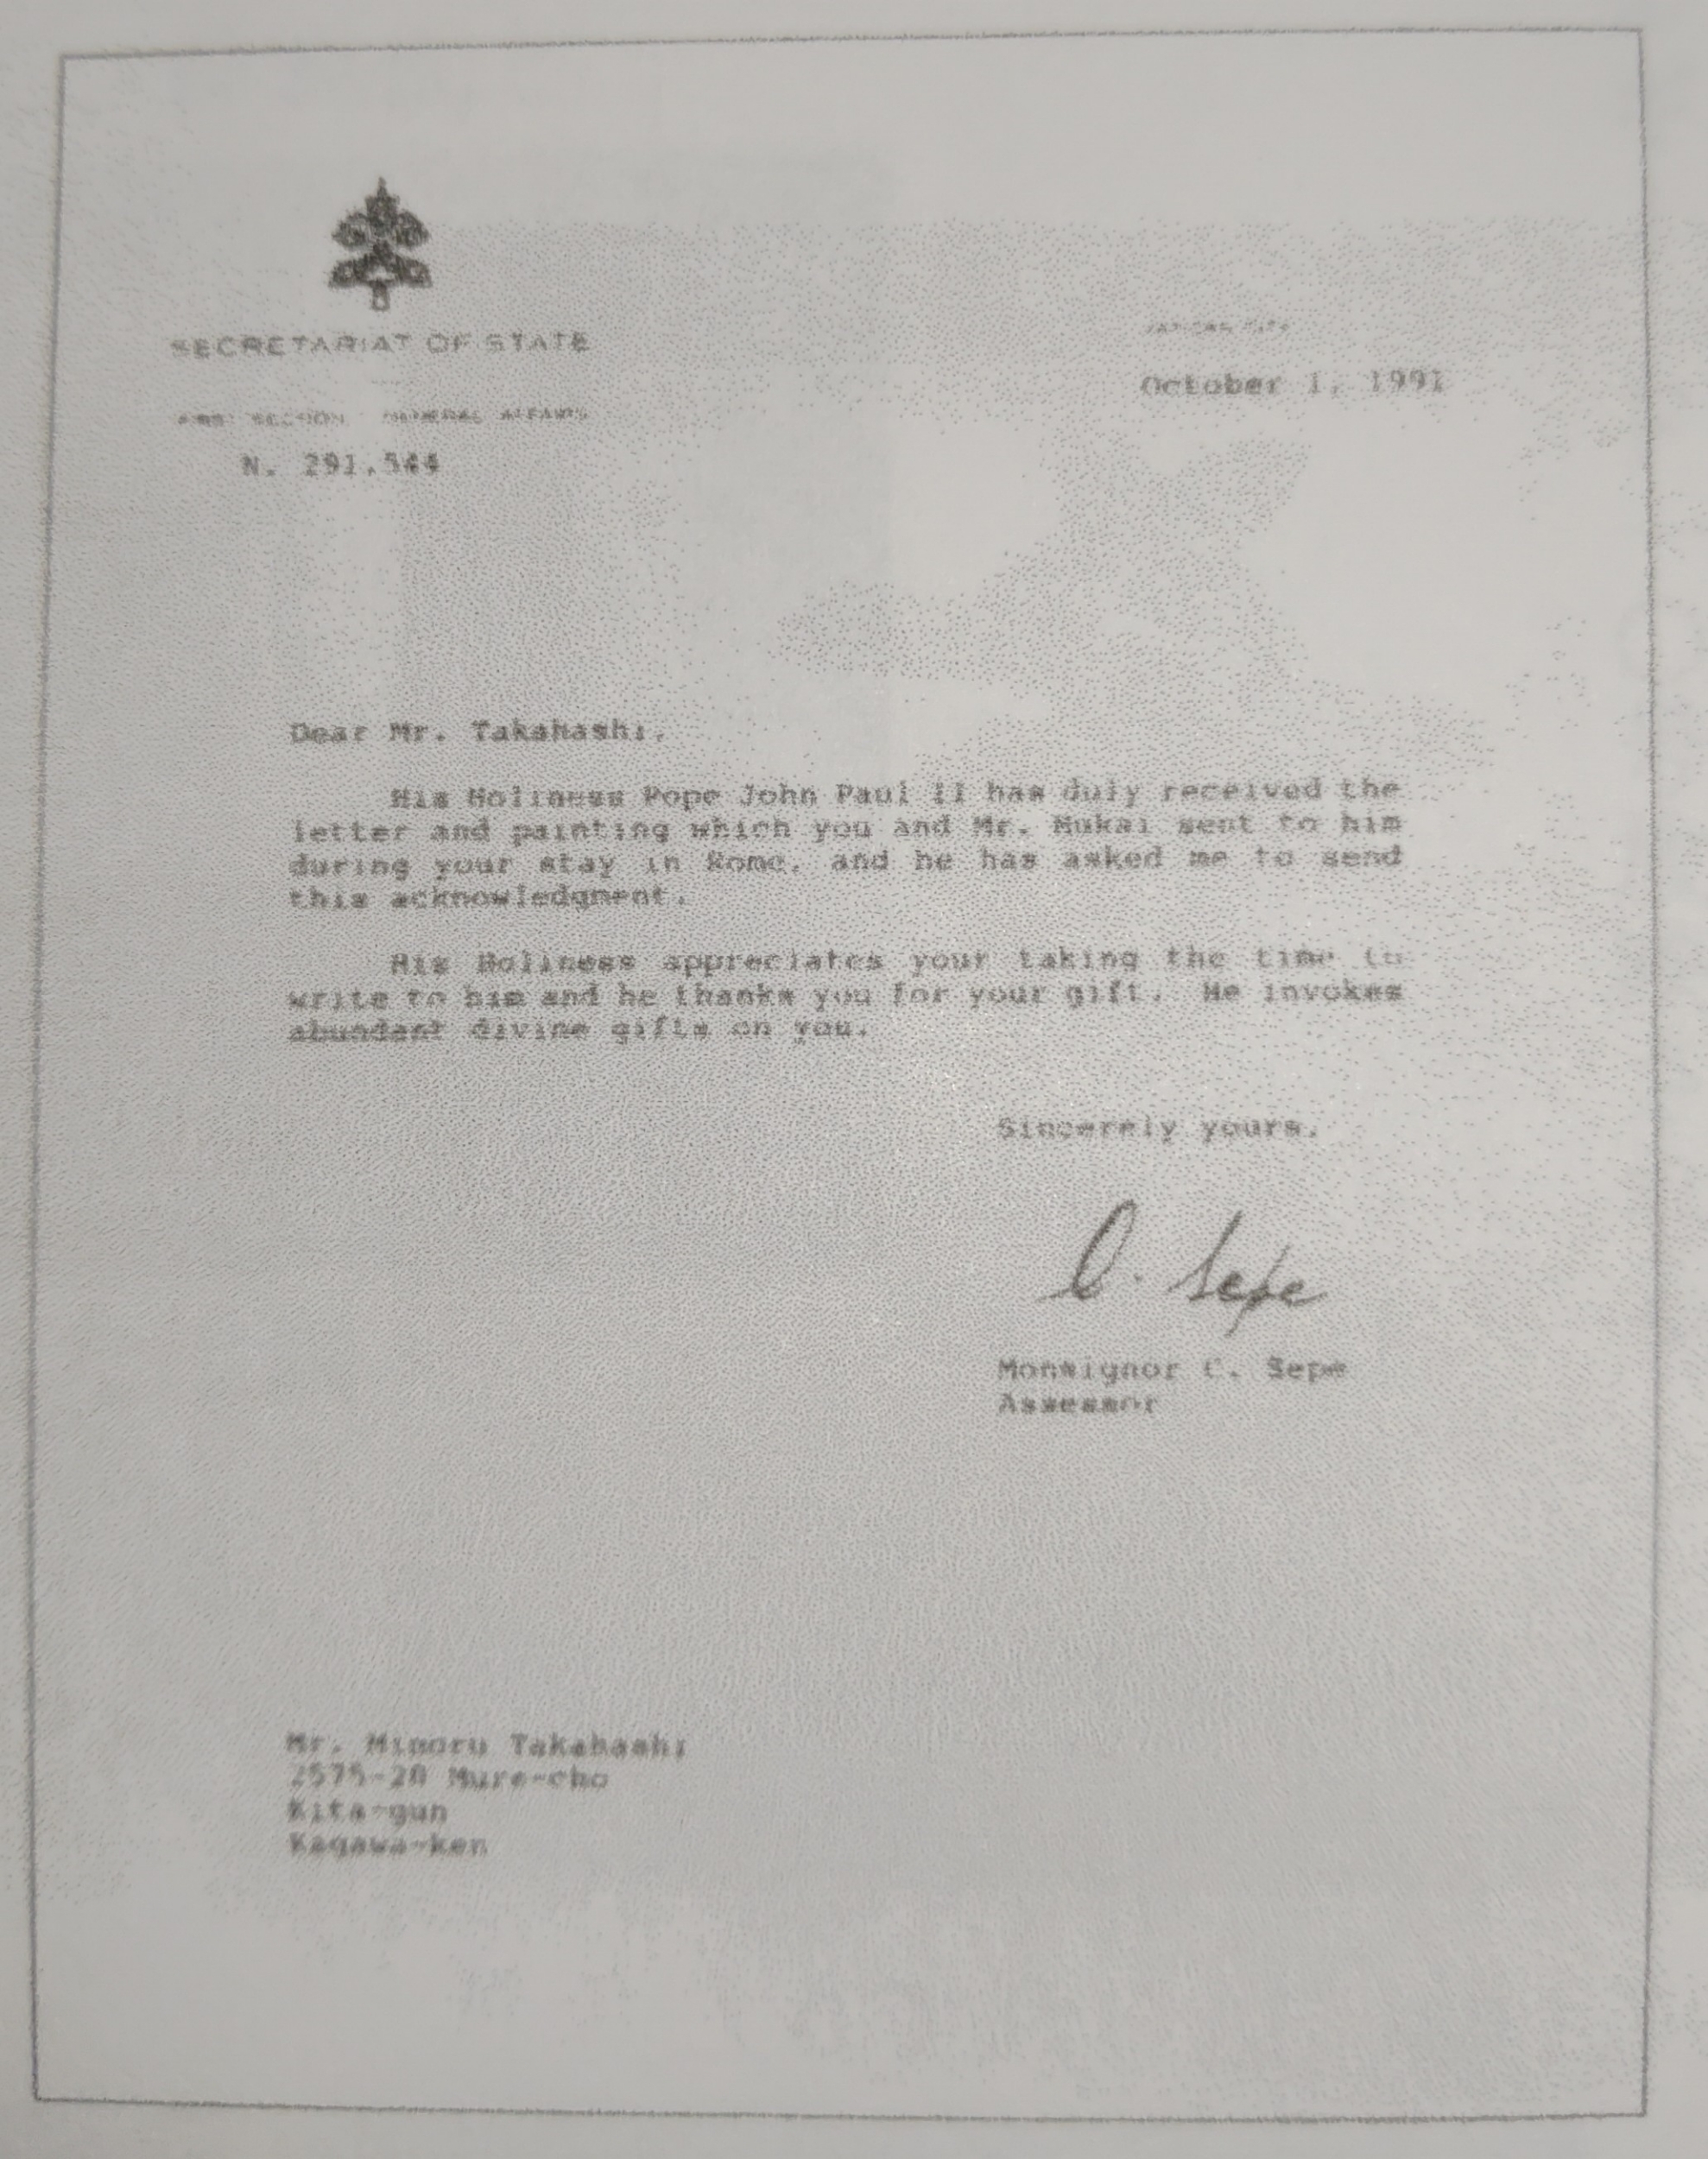 SECRETARIAT OF STATE
VATICAN CITY
October 1, 1991
FIRST SECTION GENERAL AFFAIRS
N. 291.544
Dear Mr. Takahashi,
His Holiness Pope John Paul II has duly received the
letter and painting which you and Mr. Mukai sent to him
during your stay in Rome, and he has asked me to send
this acknowledgment.
His Holiness appreciates your taking the time to
write to him and he thanks you for your gift. He invokes
abundant divine gifts on you.
Sincerely yours,
C. Sepe
Monsignor C. Sepe
Assessor
Mr. Minoru Takahashi
2575-20 Mure-cho
Kita-gun
Kagawa-ken